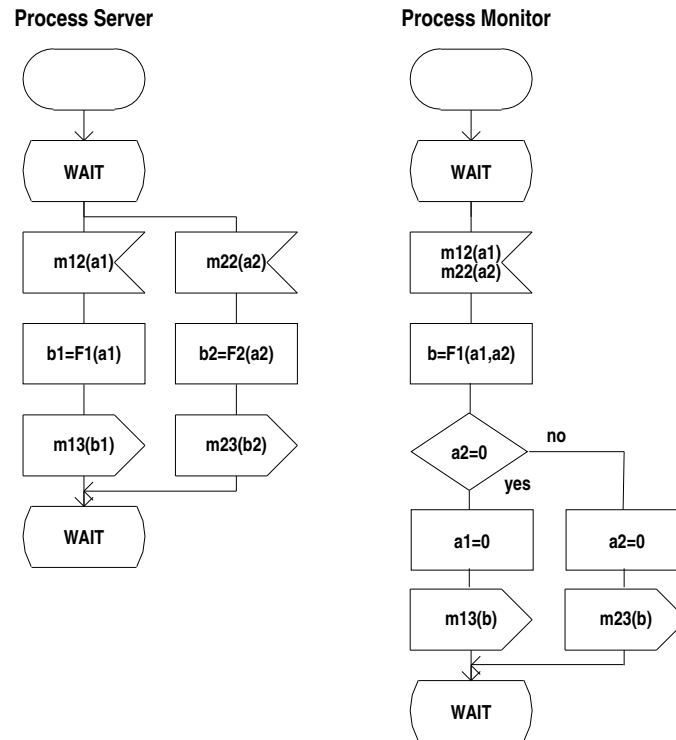 Process Server
WAIT
m12(a1)
m22(a2)
b1=F1(a1)
b2=F2(a2)
m13(b1)
m23(b2)
WAIT
Process Monitor
WAIT
m12(a1)
m22(a2)
b=F1(a1,a2)
a2=0
no
yes
a1=0
a2=0
m13(b)
m23(b)
WAIT